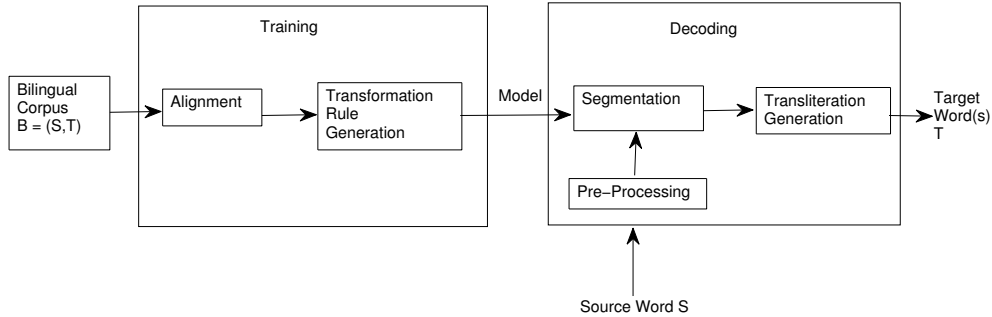 Training
Decoding
Bilingual
Corpus
B = (S,T)
Alignment
Transformation
Rule
Generation
Model
Segmentation
Transliteration
Generation
Target
Word(s)
T
Pre−Processing
Source Word S